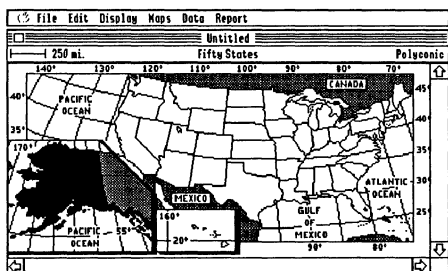 File Edit Display Maps Data Report
Untitled
250 mi. Fifty States Polyconic
140° 130° 120° 110° 100° 90° 80° 70°
CANADA
45°
40°
PACIFIC
OCEAN
40°
35°
35°
170°
ATLANTIC
OCEAN
30°
MEXICO
160°
GULF
OF
MEXICO
25°
PACIFIC
OCEAN
55°
20°
90° 80°